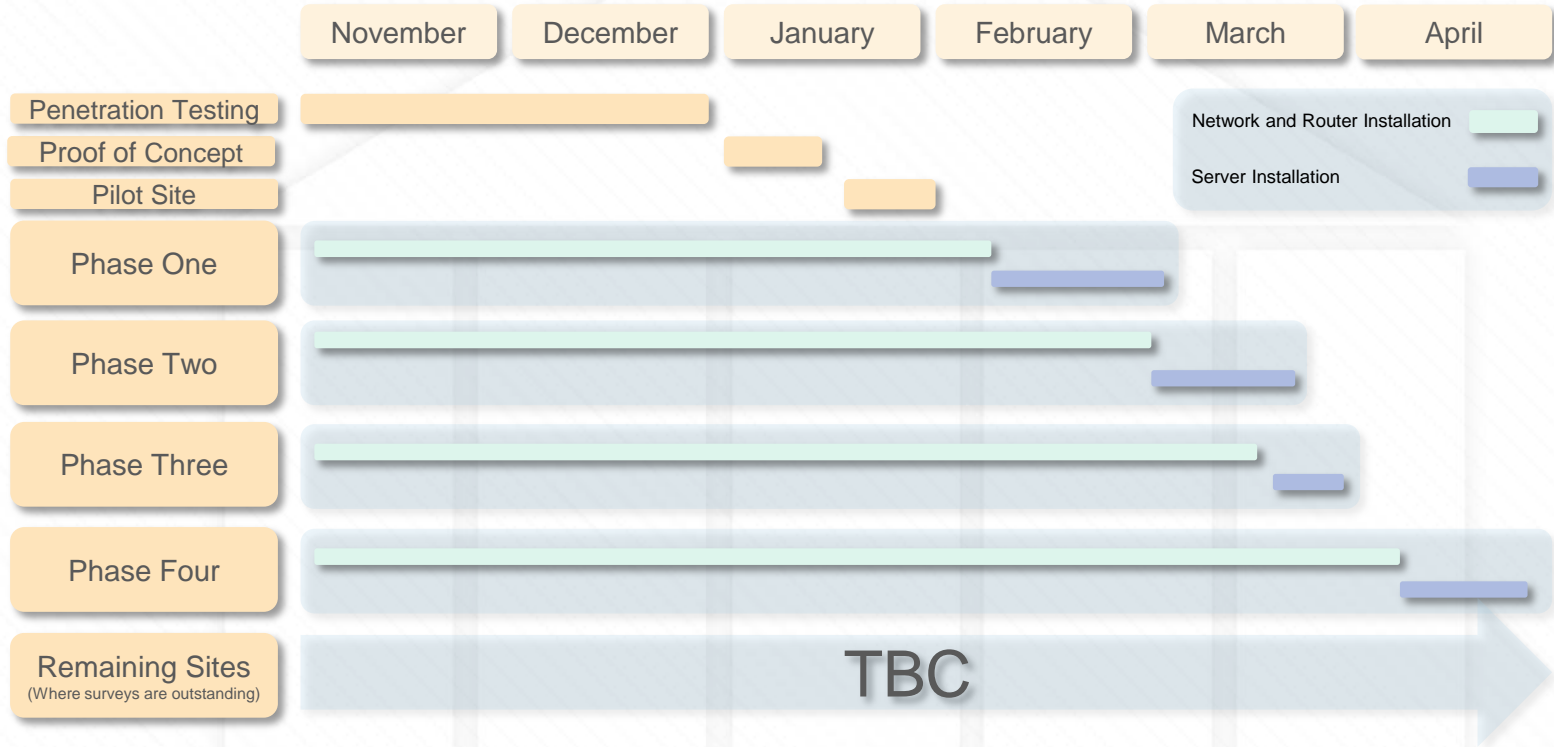 November
December
January
February
March
April
Penetration Testing
Proof of Concept
Pilot Site
Network and Router Installation
Server Installation
Phase One
Phase Two
Phase Three
Phase Four
Remaining Sites
(Where surveys are outstanding)
TBC